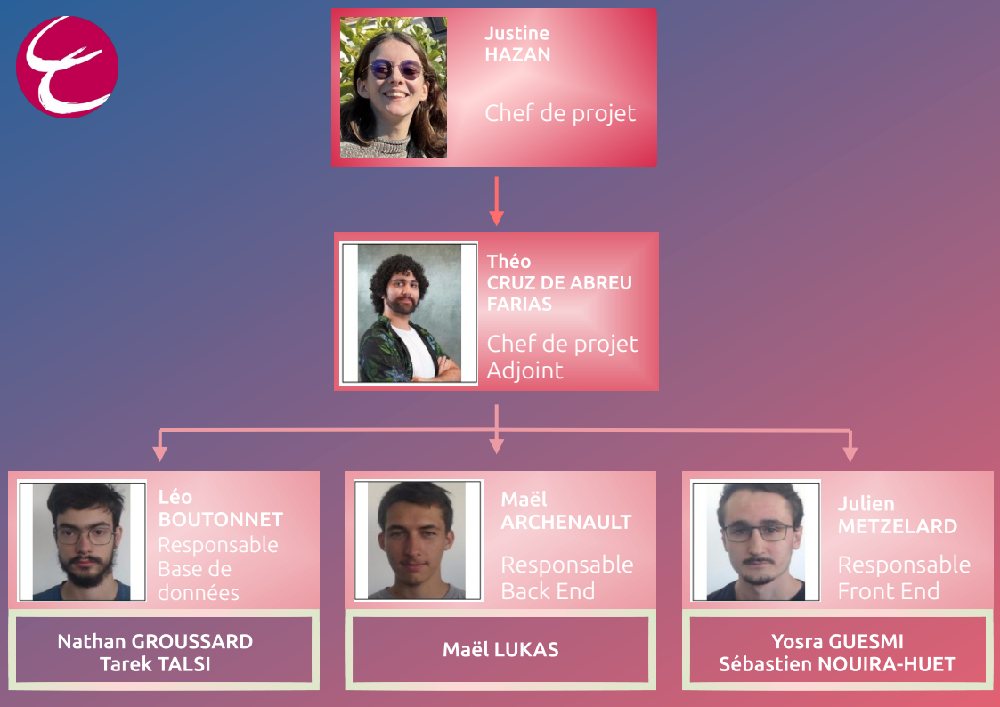 Justine
HAZAN
Chef de projet
Théo
CRUZ DE ABREU
FARIAS
Chef de projet
Adjoint
Léo
BOUTONNET
Responsable
Base de
données
Maël
ARCHENAULT
Responsable
Back End
Julien
METZELARD
Responsable
Front End
Nathan GROUSSARD
Tarek TALSI
Maël LUKAS
Yosra GUESMI
Sébastien NOUIRA-HUET